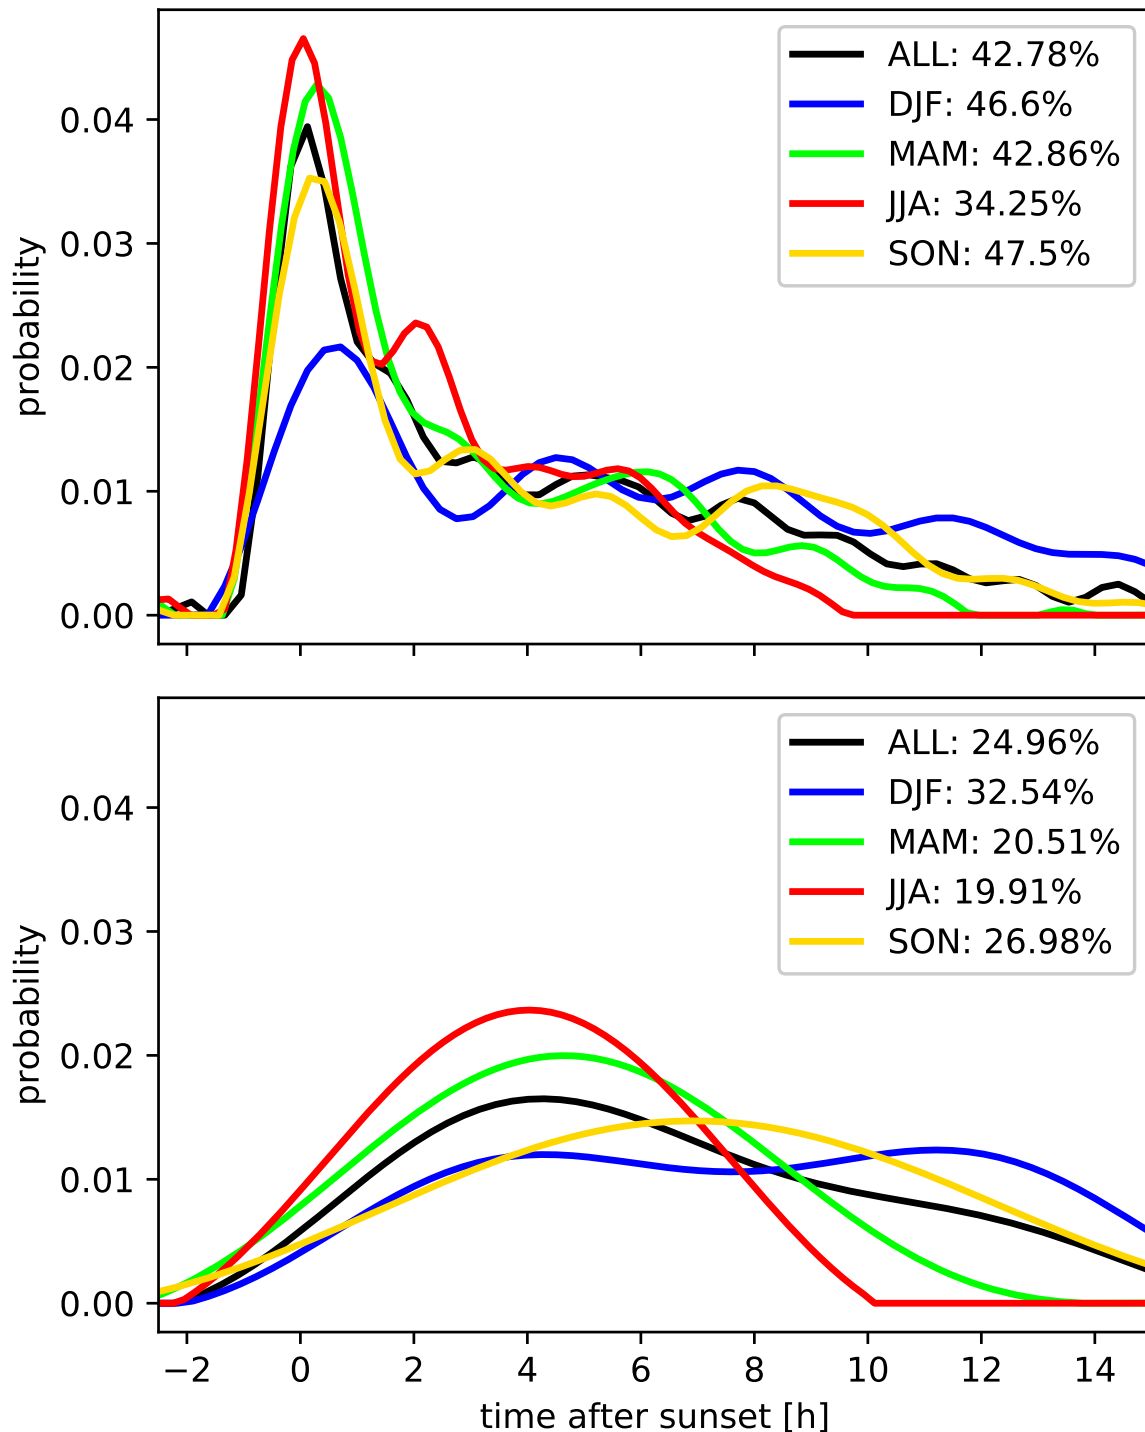 probability
0.04
0.03
0.02
0.01
0.00
ALL: 42.78%
DJF: 46.6%
MAM: 42.86%
JJA: 34.25%
SON: 47.5%
probability
0.04
0.03
0.02
0.01
0.00
ALL: 24.96%
DJF: 32.54%
MAM: 20.51%
JJA: 19.91%
SON: 26.98%
−2 0 2 4 6 8 10 12 14
time after sunset [h]